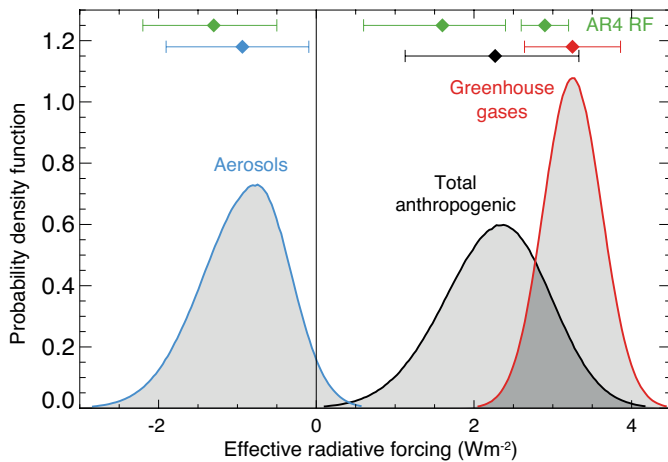 AR4 RF
1.2
Greenhouse
gases
1.0
0.8
Aerosols
Total
anthropogenic
0.6
0.4
0.2
0.0
Probability density function
-2
0
2
4
Effective radiative forcing (Wm-2)